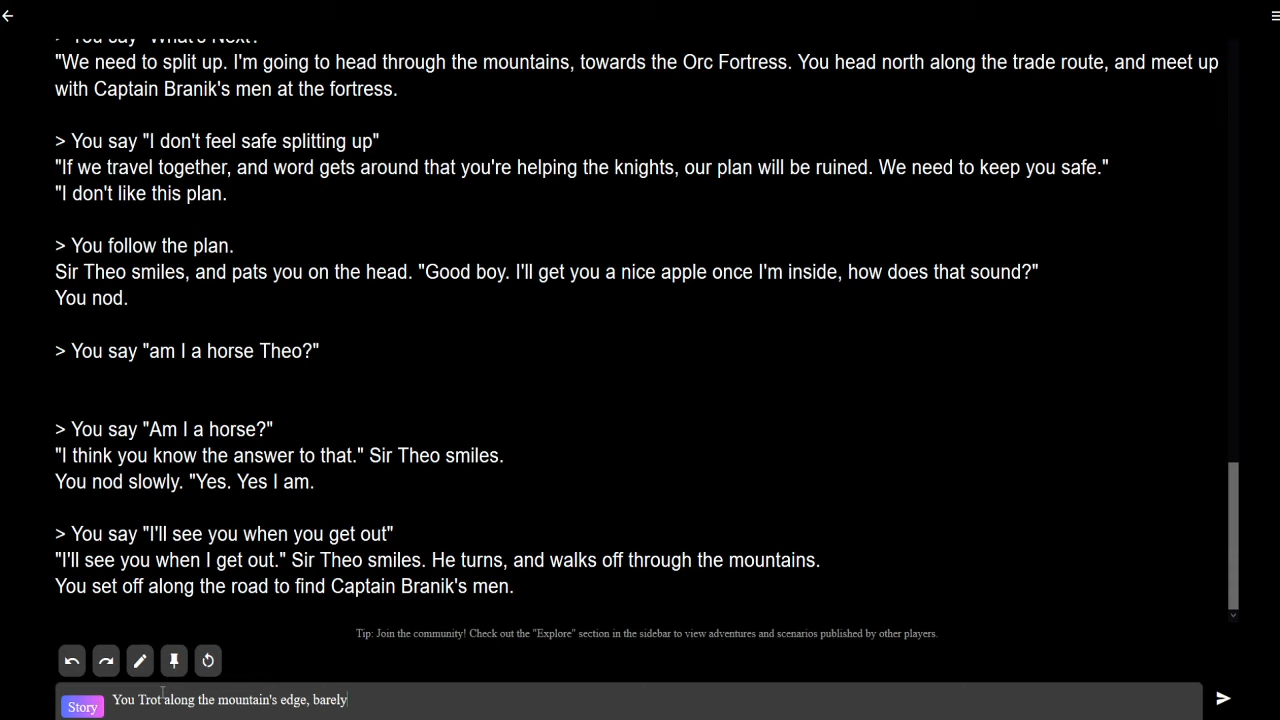 > You say "What's Next?"
"We need to split up. I'm going to head through the mountains, towards the Orc Fortress. You head north along the trade route, and meet up
with Captain Branik's men at the fortress.
> You say "I don't feel safe splitting up"
"If we travel together, and word gets around that you're helping the knights, our plan will be ruined. We need to keep you safe."
"I don't like this plan.
> You follow the plan.
Sir Theo smiles, and pats you on the head. "Good boy. I'll get you a nice apple once I'm inside, how does that sound?"
You nod.
> You say "am I a horse Theo?"
> You say "Am I a horse?"
"I think you know the answer to that." Sir Theo smiles.
You nod slowly. "Yes. Yes I am.
> You say "I'll see you when you get out"
"I'll see you when I get out." Sir Theo smiles. He turns, and walks off through the mountains.
You set off along the road to find Captain Branik's men.
Tip: Join the community! Check out the "Explore" section in the sidebar to view adventures and scenarios published by other players.
Story You Trot along the mountain's edge, barely